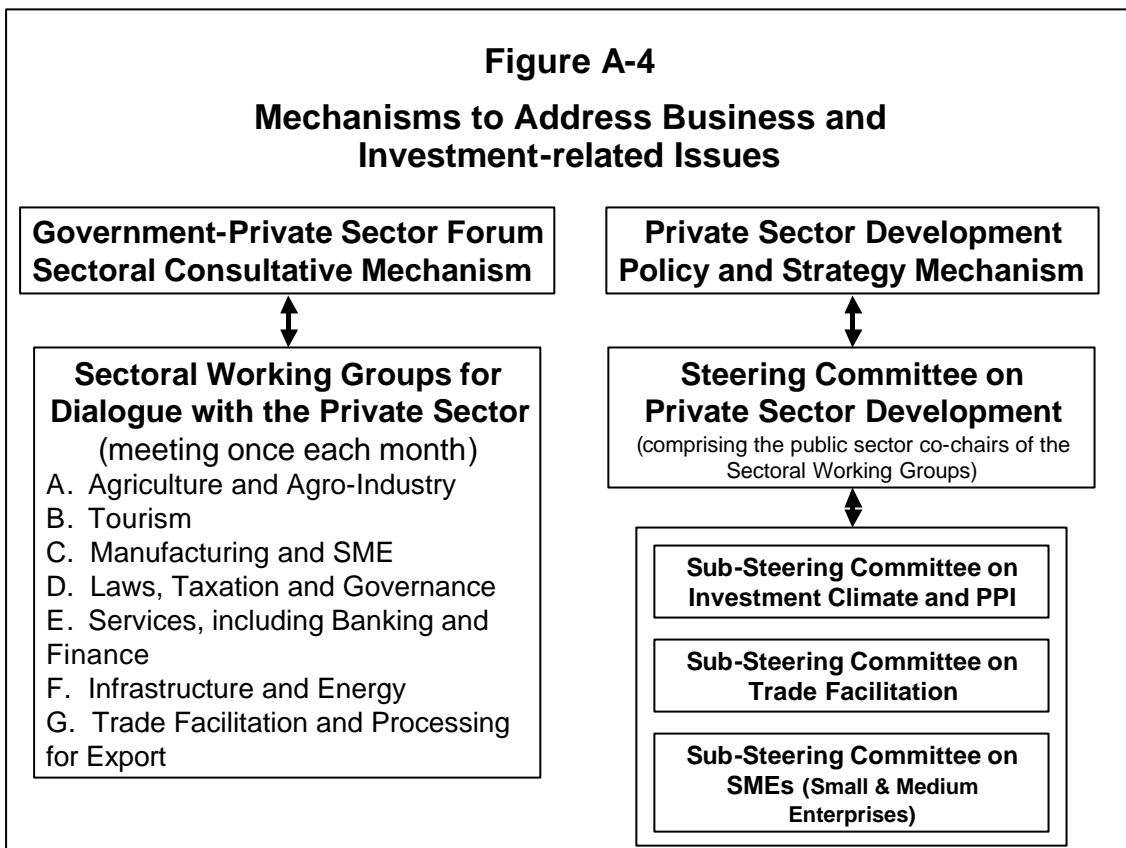 Figure A-4
Mechanisms to Address Business and
Investment-related Issues
Government-Private Sector Forum
Sectoral Consultative Mechanism
Sectoral Working Groups for
Dialogue with the Private Sector
(meeting once each month)
A. Agriculture and Agro-Industry
B. Tourism
C. Manufacturing and SME
D. Laws, Taxation and Governance
E. Services, including Banking and
Finance
F. Infrastructure and Energy
G. Trade Facilitation and Processing
for Export
Private Sector Development
Policy and Strategy Mechanism
Steering Committee on
Private Sector Development
(comprising the public sector co-chairs of the
Sectoral Working Groups)
Sub-Steering Committee on
Investment Climate and PPI
Sub-Steering Committee on
Trade Facilitation
Sub-Steering Committee on
SMEs (Small & Medium
Enterprises)